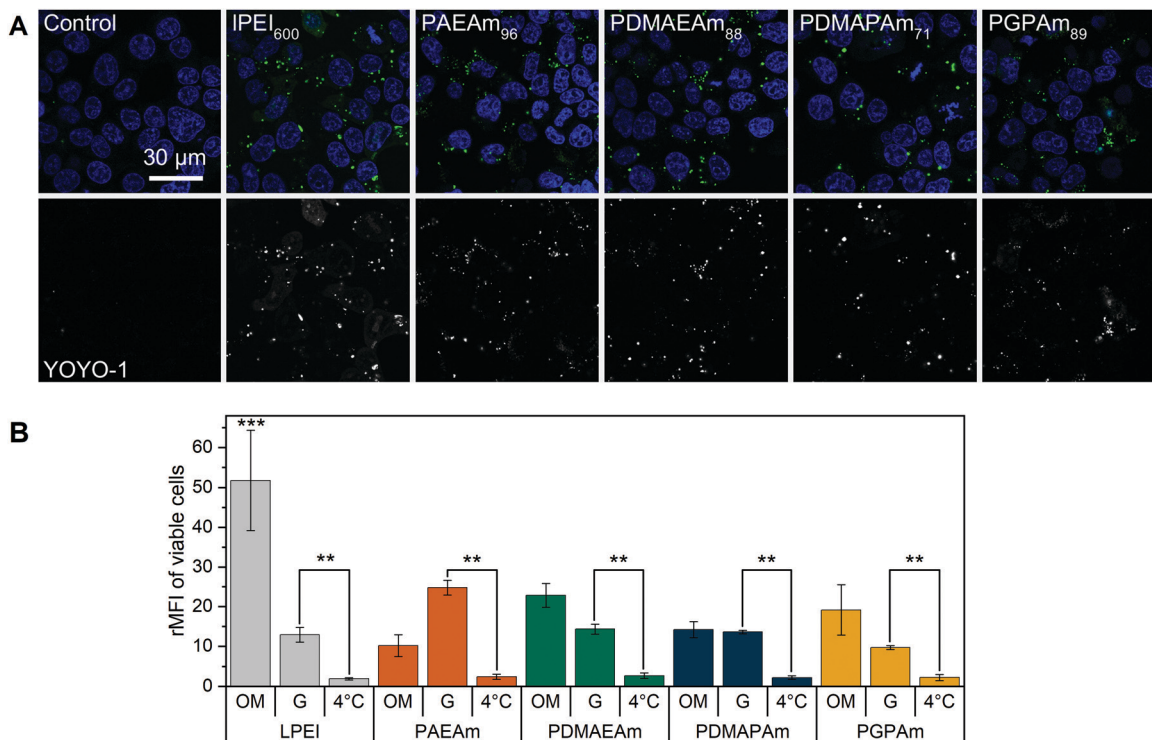 A
Control
lPEI600
PAEAm96
PDMAEAm88
PDMAPAm71
PGPAm89
30 μm
YOYO-1
B
rMFI of viable cells
60
50
40
30
20
10
0
***
**
**
**
**
**
OM G 4°C OM G 4°C OM G 4°C OM G 4°C OM G 4°C
LPEI PAEAm PDMAEAm PDMAPAm PGPAm